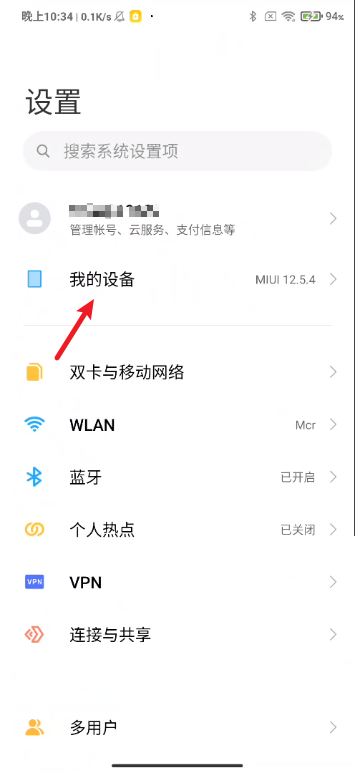 晚上10:34 | 0.1K/s
94%
设置
搜索系统设置项
管理帐号、云服务、支付信息等
我的设备 MIUI 12.5.4
双卡与移动网络
WLAN Mcr
蓝牙 已开启
个人热点 已关闭
VPN VPN
连接与共享
多用户